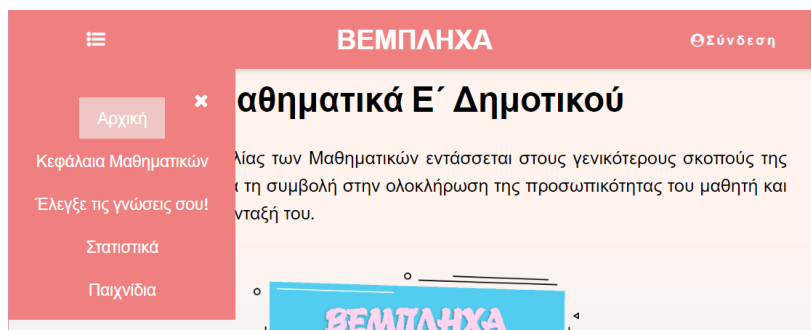 ΒΕΜΠΛΗΧΑ
Σύνδεση
Αρχική
Κεφάλαια Μαθηματικών
Έλεγξε τις γνώσεις σου!
Στατιστικά
Παιχνίδια
αθηματικά Ε΄ Δημοτικού
λίας των Μαθηματικών εντάσσεται στους γενικότερους σκοπούς της
τη συμβολή στην ολοκλήρωση της προσωπικότητας του μαθητή και
νταξή του.
ΒΕΜΠΛΗΧΑ